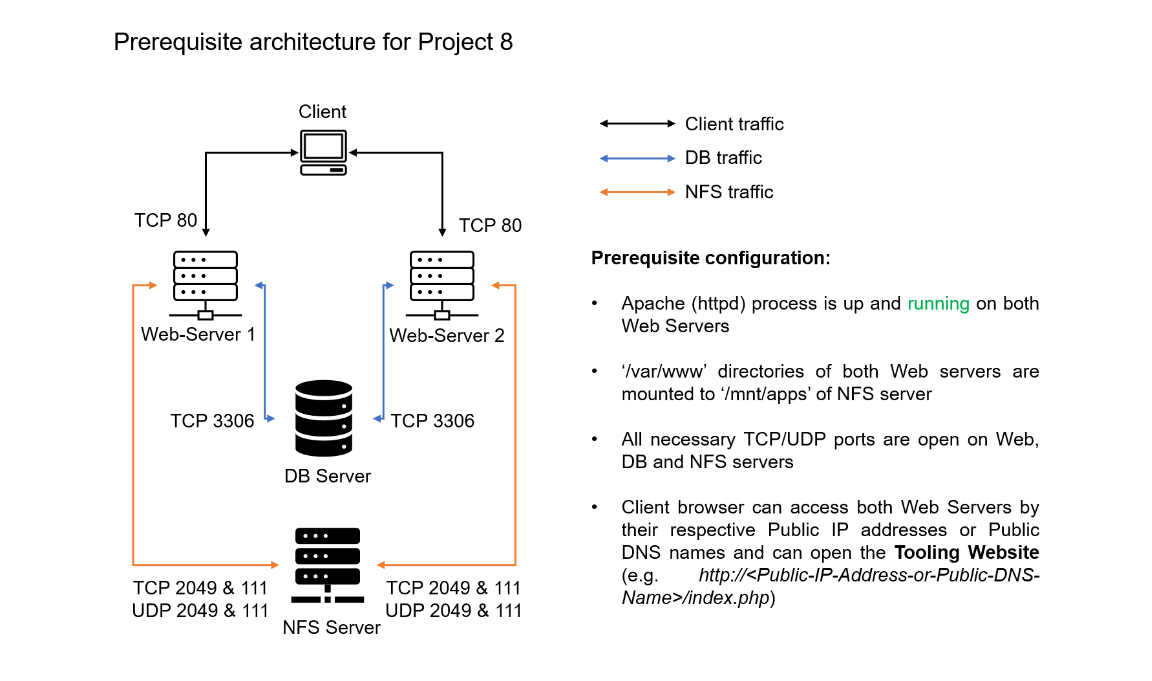 Prerequisite architecture for Project 8
Client
TCP 80
TCP 80
Web-Server 1
Web-Server 2
TCP 3306
TCP 3306
DB Server
TCP 2049 & 111
UDP 2049 & 111
TCP 2049 & 111
UDP 2049 & 111
NFS Server
Client traffic
DB traffic
NFS traffic
Prerequisite configuration:
• Apache (httpd) process is up and running on both
Web Servers
• ‘/var/www’ directories of both Web servers are
mounted to ‘/mnt/apps’ of NFS server
• All necessary TCP/UDP ports are open on Web,
DB and NFS servers
• Client browser can access both Web Servers by
their respective Public IP addresses or Public
DNS names and can open the Tooling Website
(e.g. http://<Public-IP-Address-or-Public-DNS-
Name>/index.php)